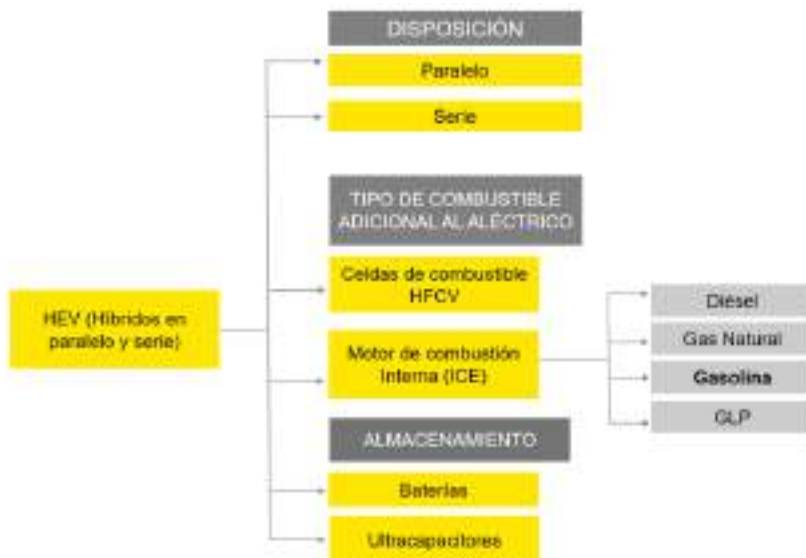 DISPOSICIÓN
Paralelo
Serie
TIPO DE COMBUSTIBLE
ADICIONAL AL ALÉCTRICO
Celdas de combustible
HFCV
HEV (Híbridos en
paralelo y serie)
Motor de combustión
Interna (ICE)
Diésel
Gas Natural
Gasolina
GLP
ALMACENAMIENTO
Baterías
Ultracapacitores